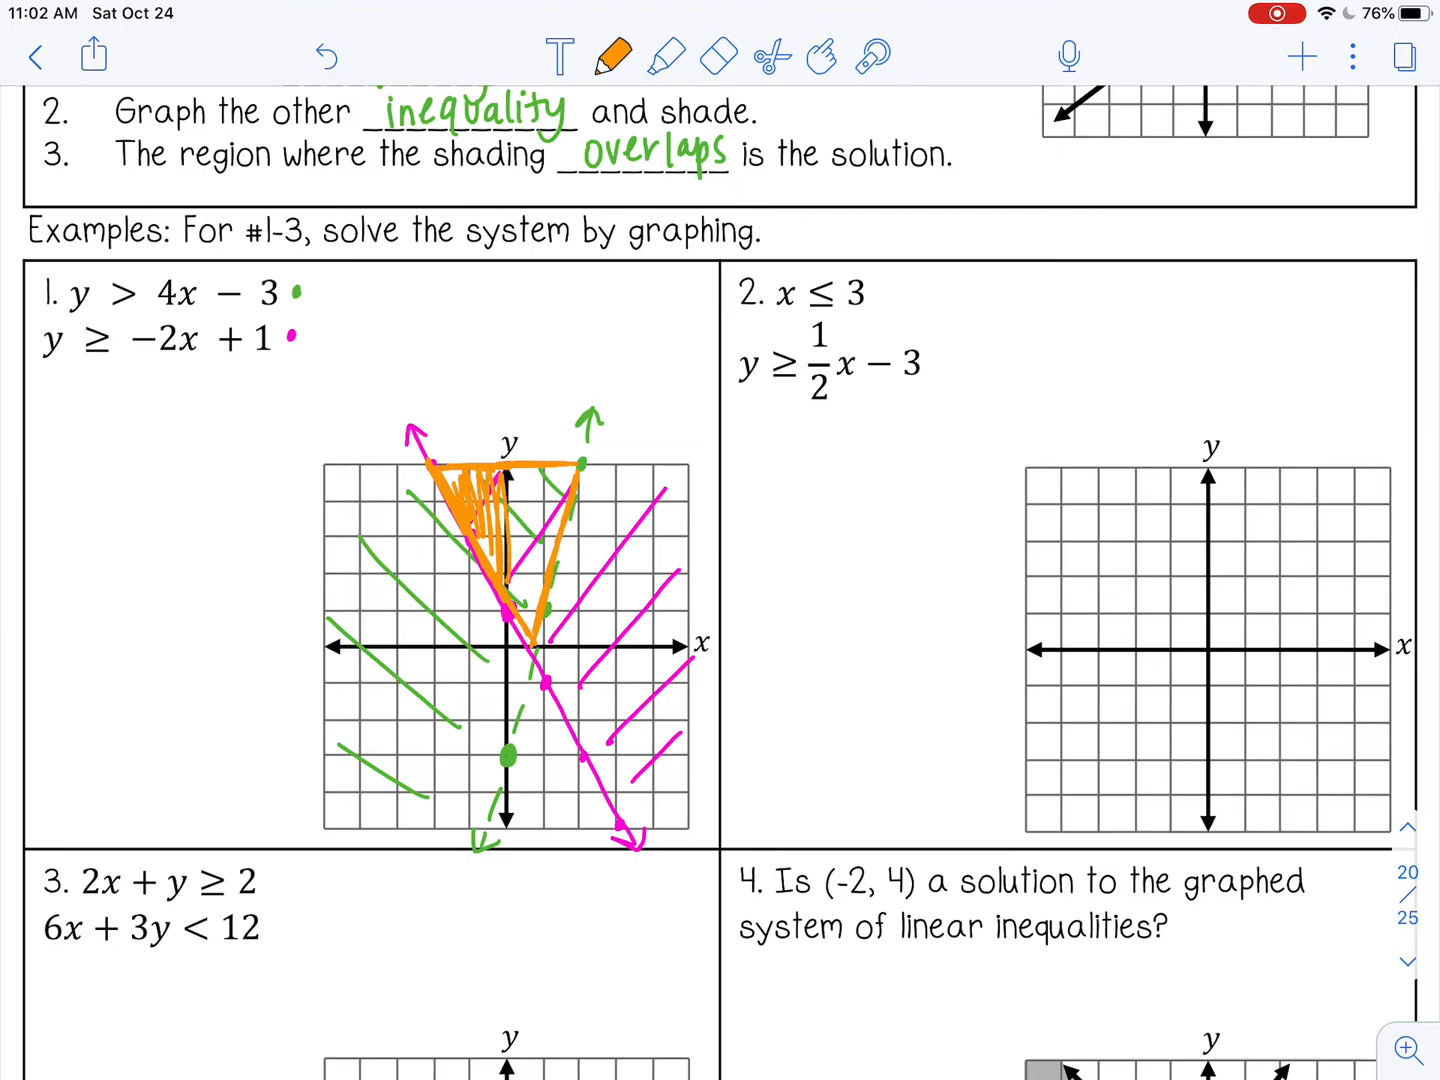 11:02 AM Sat Oct 24
76%
2. Graph the other inequality and shade.
3. The region where the shading overlaps is the solution.
Examples: For #1-3, solve the system by graphing.
1. y > 4x − 3
y ≥ −2x + 1
y
x
2. x ≤ 3
y ≥ 1/2 x − 3
y
x
3. 2x + y ≥ 2
6x + 3y < 12
y
4. Is (-2, 4) a solution to the graphed
system of linear inequalities?
y
20
/
25